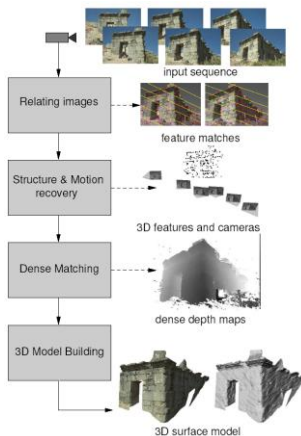 input sequence
Relating images
feature matches
Structure & Motion
recovery
3D features and cameras
Dense Matching
dense depth maps
3D Model Building
3D surface model